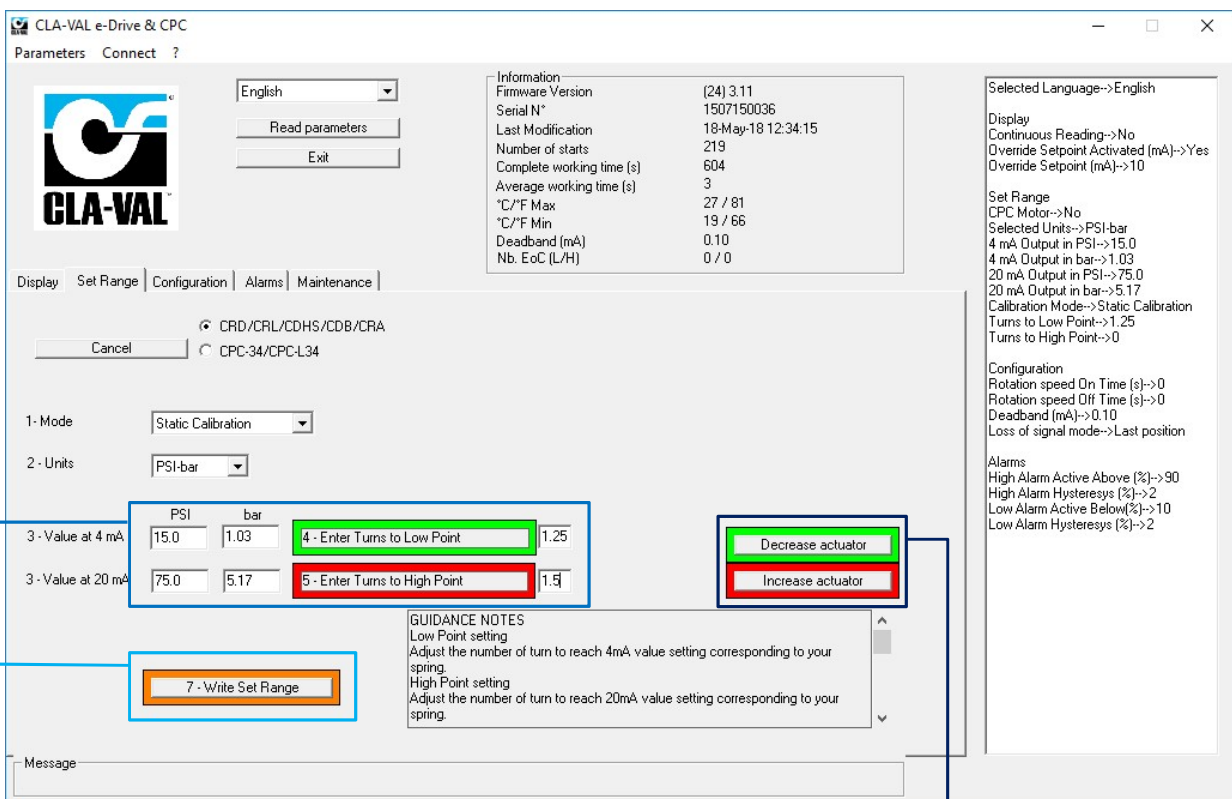 CLA-VAL e-Drive & CPC
Parameters Connect ?
CLA-VAL
English
Read parameters
Exit
Information
Firmware Version (24) 3.11
Serial N° 1507150036
Last Modification 18-May-18 12:34:15
Number of starts 219
Complete working time (s) 604
Average working time (s) 3
°C/°F Max 27 / 81
°C/°F Min 19 / 66
Deadband (mA) 0.10
Nb. EoC (L/H) 0 / 0
Display Set Range Configuration Alarms Maintenance
Cancel
CRD/CRL/CDHS/CDB/CRA
CPC-34/CPC-L34
1- Mode Static Calibration
2 - Units PSI-bar
PSI bar
3 - Value at 4 mA 15.0 1.03 4 - Enter Turns to Low Point 1.25 Decrease actuator
3 - Value at 20 mA 75.0 5.17 5 - Enter Turns to High Point 1.5 Increase actuator
7 - Write Set Range
GUIDANCE NOTES
Low Point setting
Adjust the number of turn to reach 4mA value setting corresponding to your
spring.
High Point setting
Adjust the number of turn to reach 20mA value setting corresponding to your
spring.
Message
Selected Language-->English
Display
Continuous Reading-->No
Override Setpoint Activated (mA)-->Yes
Override Setpoint (mA)-->10
Set Range
CPC Motor-->No
Selected Units-->PSI-bar
4 mA Output in PSI-->15.0
4 mA Output in bar-->1.03
20 mA Output in PSI-->75.0
20 mA Output in bar-->5.17
Calibration Mode-->Static Calibration
Turns to Low Point-->1.25
Turns to High Point-->0
Configuration
Rotation speed On Time (s)-->0
Rotation speed Off Time (s)-->0
Deadband (mA)-->0.10
Loss of signal mode-->Last position
Alarms
High Alarm Active Above (%)-->90
High Alarm Hysteresys (%)-->2
Low Alarm Active Below(%)-->10
Low Alarm Hysteresys (%)-->2